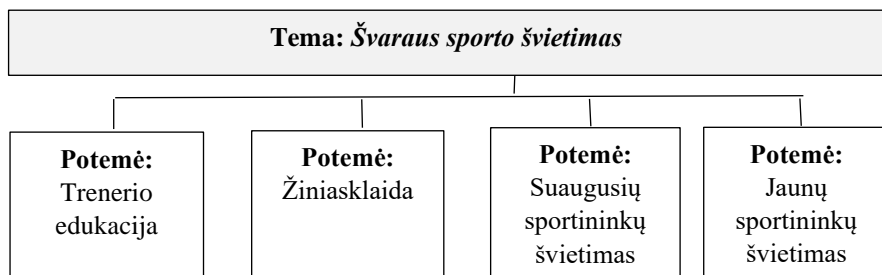 Tema: Švaraus sporto švietimas
Potemė:
Trenerio
edukacija
Potemė:
Žiniasklaida
Potemė:
Suaugusių
sportininkų
švietimas
Potemė:
Jaunų
sportininkų
švietimas